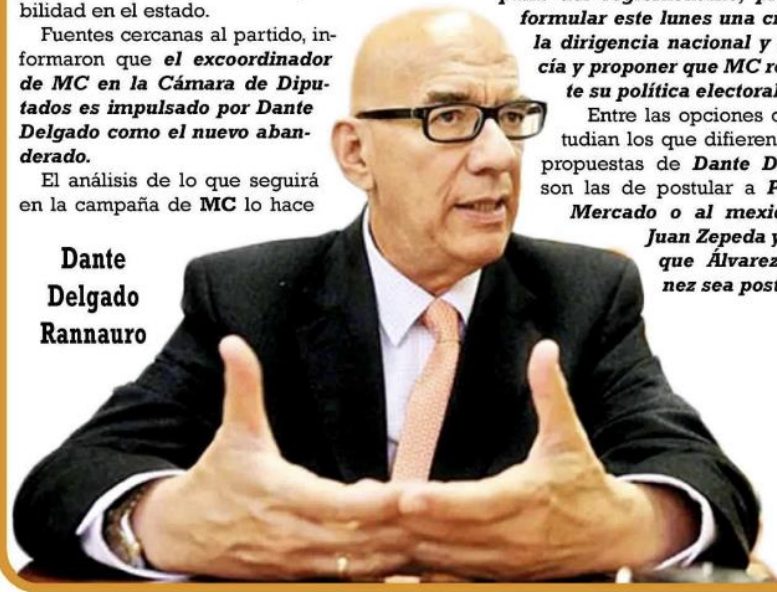 bilidad en el estado.
Fuentes cercanas al partido, in-
formaron que el excoordinador
de MC en la Cámara de Dipu-
tados es impulsado por Dante
Delgado como el nuevo aban-
derado.
El análisis de lo que seguirá
en la campaña de MC lo hace
Dante
Delgado
Rannauro
formular este lunes una
la dirigencia nacional y
cía y proponer que MC
te su política electoral
Entre las opciones
tudian los que difieren
propuestas de Dante
son las de postular a
Mercado o al
Juan Zepeda y
que Álvarez
nez sea